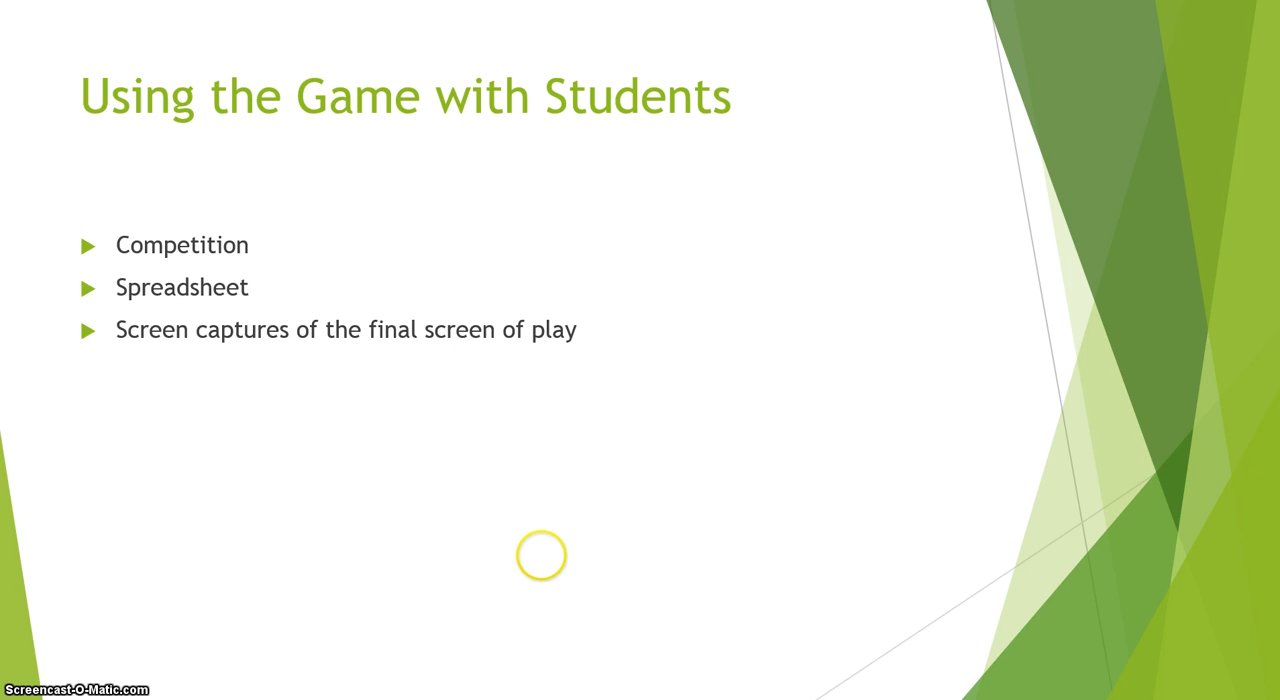 Using the Game with Students
Competition
Spreadsheet
Screen captures of the final screen of play
Screencast-O-Matic.com